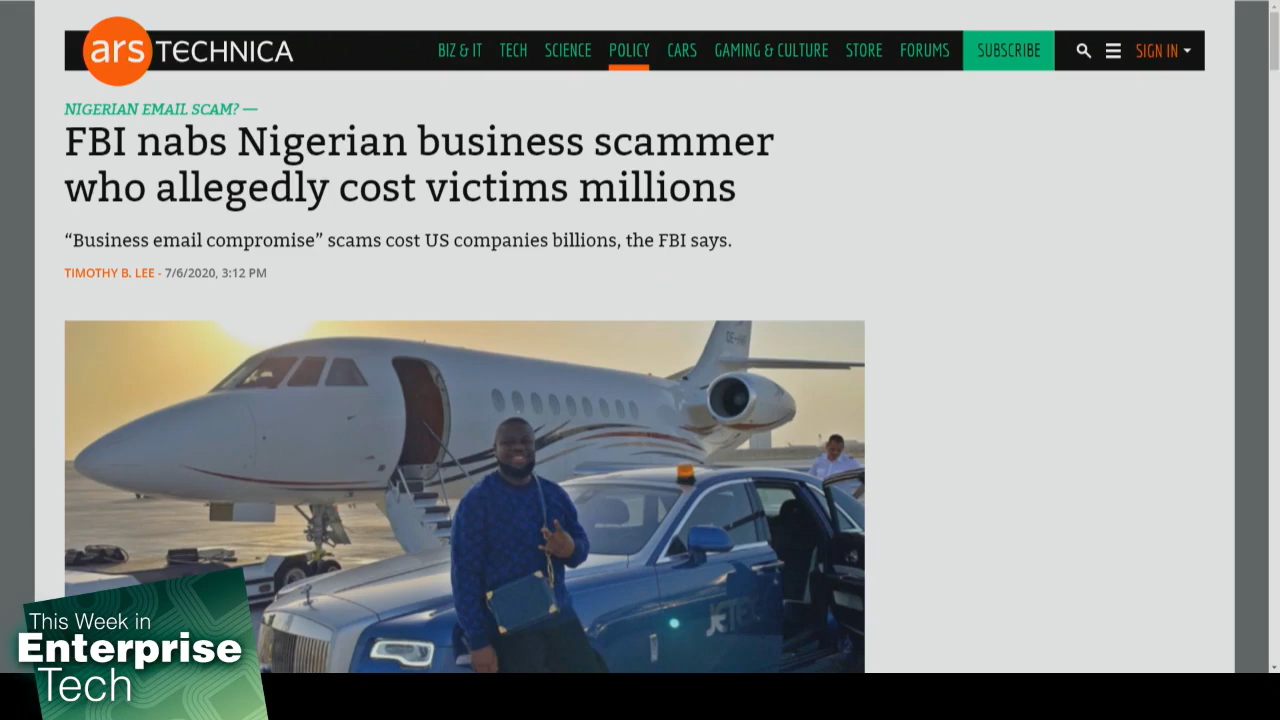 ars TECHNICA
BIZ & IT TECH SCIENCE POLICY CARS GAMING & CULTURE STORE FORUMS SUBSCRIBE SIGN IN
NIGERIAN EMAIL SCAM? —
FBI nabs Nigerian business scammer
who allegedly cost victims millions
“Business email compromise” scams cost US companies billions, the FBI says.
TIMOTHY B. LEE - 7/6/2020, 3:12 PM
This Week in
Enterprise
Tech